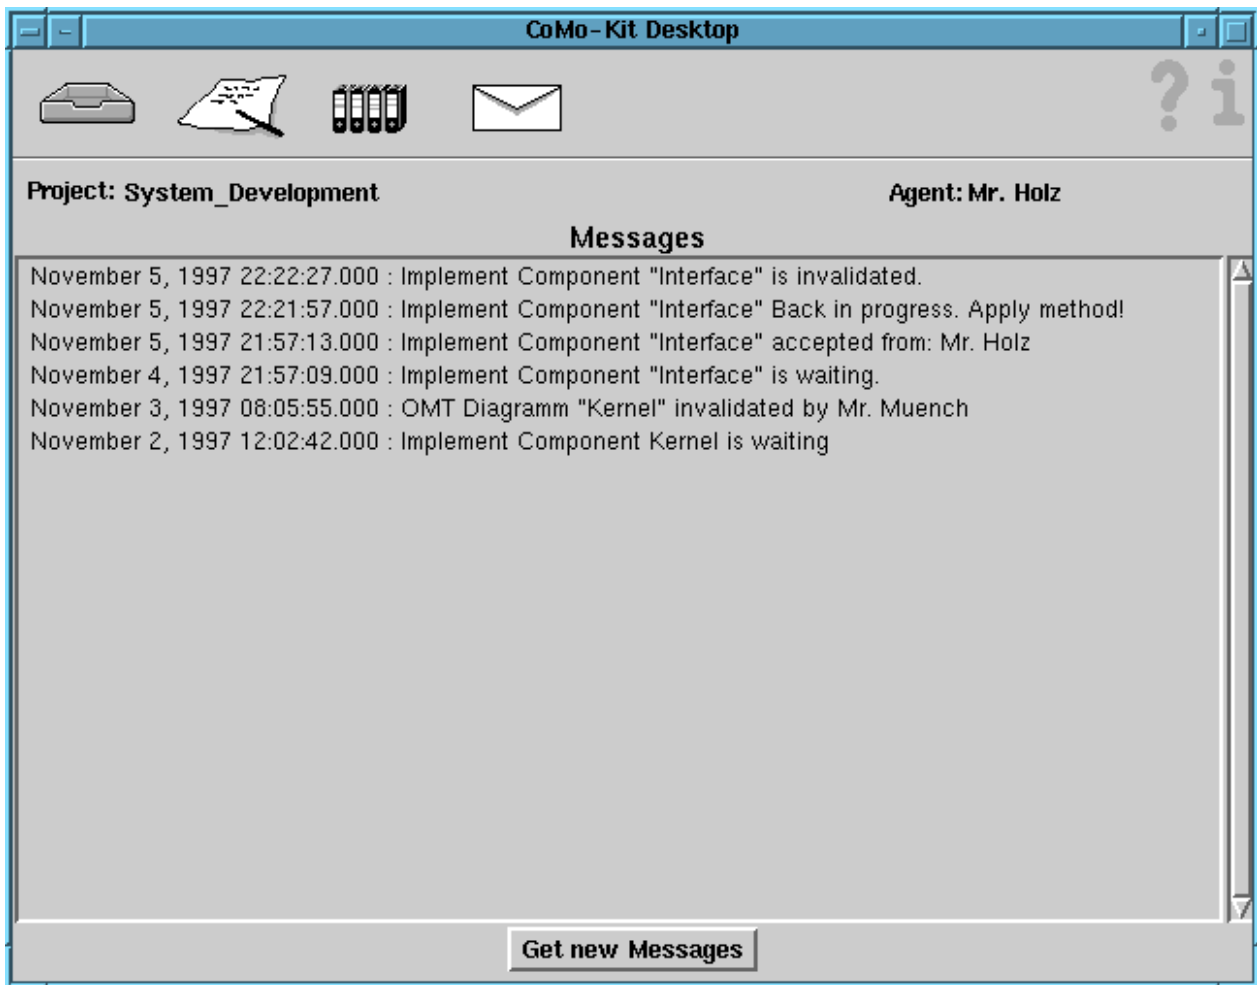 CoMo-Kit Desktop
? i
Project: System_Development Agent: Mr. Holz
Messages
November 5, 1997 22:22:27.000 : Implement Component "Interface" is invalidated.
November 5, 1997 22:21:57.000 : Implement Component "Interface" Back in progress. Apply method!
November 5, 1997 21:57:13.000 : Implement Component "Interface" accepted from: Mr. Holz
November 4, 1997 21:57:09.000 : Implement Component "Interface" is waiting.
November 3, 1997 08:05:55.000 : OMT Diagramm "Kernel" invalidated by Mr. Muench
November 2, 1997 12:02:42.000 : Implement Component Kernel is waiting
Get new Messages